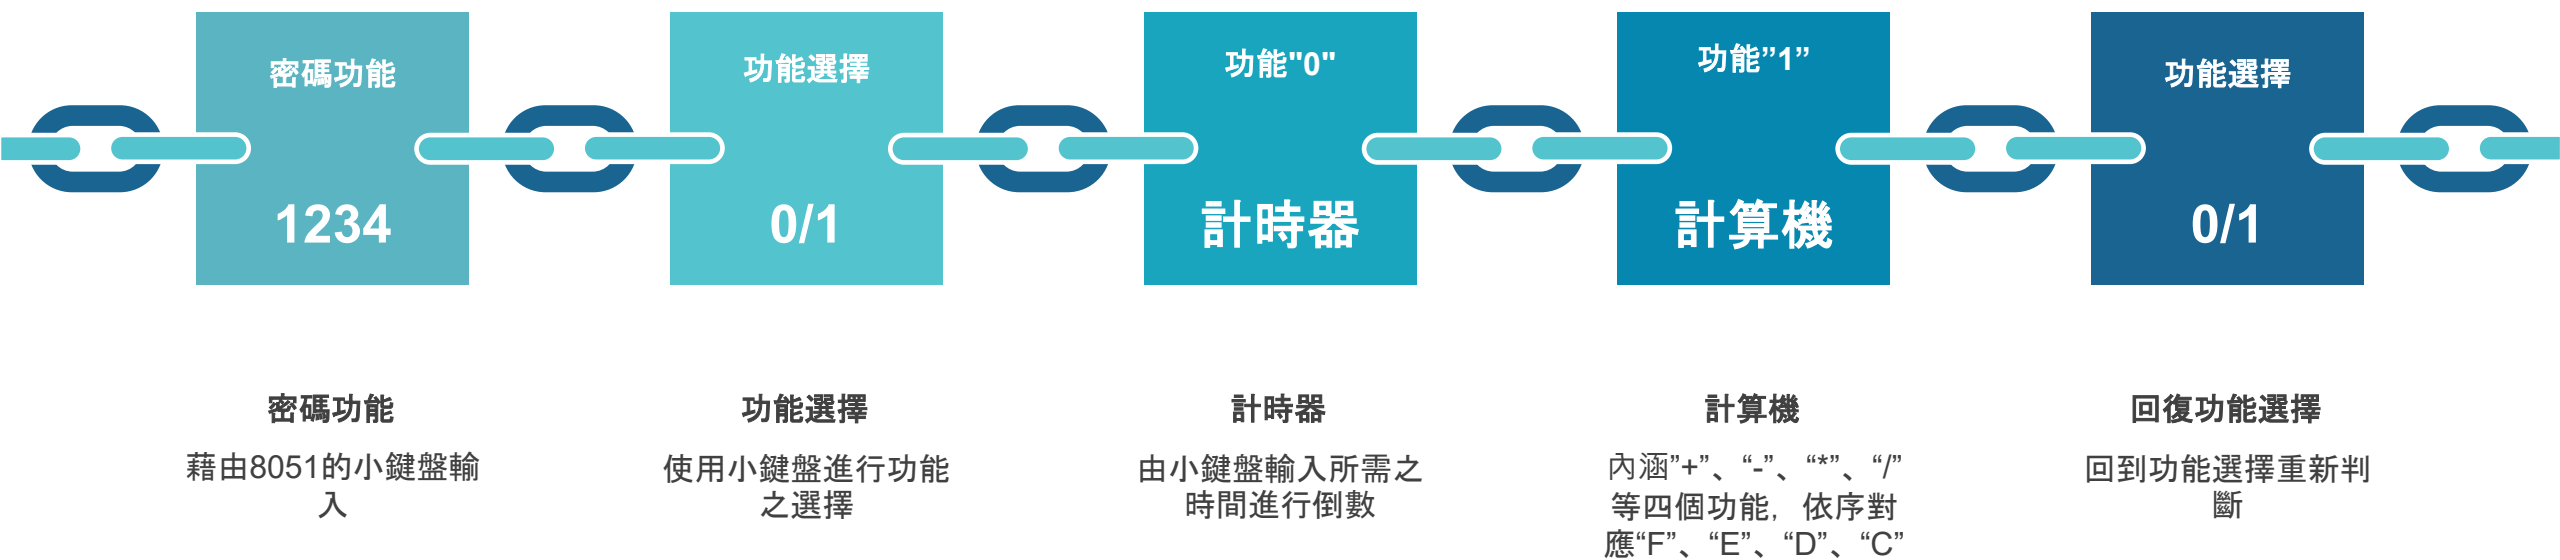 密碼功能
1234
功能選擇
0/1
功能"0"
計時器
功能”1”
計算機
功能選擇
0/1
密碼功能
藉由8051的小鍵盤輸
入
功能選擇
使用小鍵盤進行功能
之選擇
計時器
由小鍵盤輸入所需之
時間進行倒數
計算機
內涵”+”、“-”、“*”、“/”
等四個功能，依序對
應“F”、“E”、“D”、“C”
回復功能選擇
回到功能選擇重新判
斷